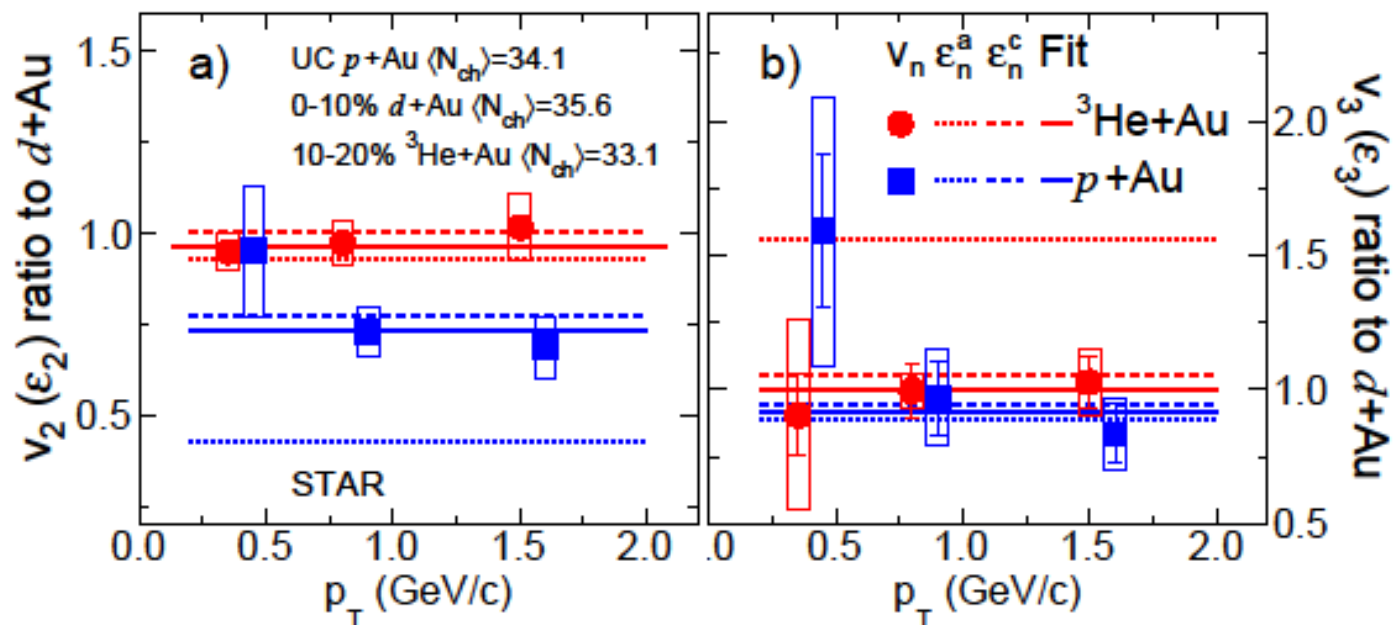 v₂ (ε₂) ratio to d+Au
1.5
1.0
0.5
a)
UC p+Au ⟨N_ch⟩=34.1
0-10% d+Au ⟨N_ch⟩=35.6
10-20% ³He+Au ⟨N_ch⟩=33.1
STAR
0.0 0.5 1.0 1.5 2.0
p_T (GeV/c)
b)
v_n ε_n^a ε_n^c Fit
³He+Au
p+Au
.0 0.5 1.0 1.5 2.0
p_T (GeV/c)
2.0
1.5
1.0
0.5
v₃ (ε₃) ratio to d+Au